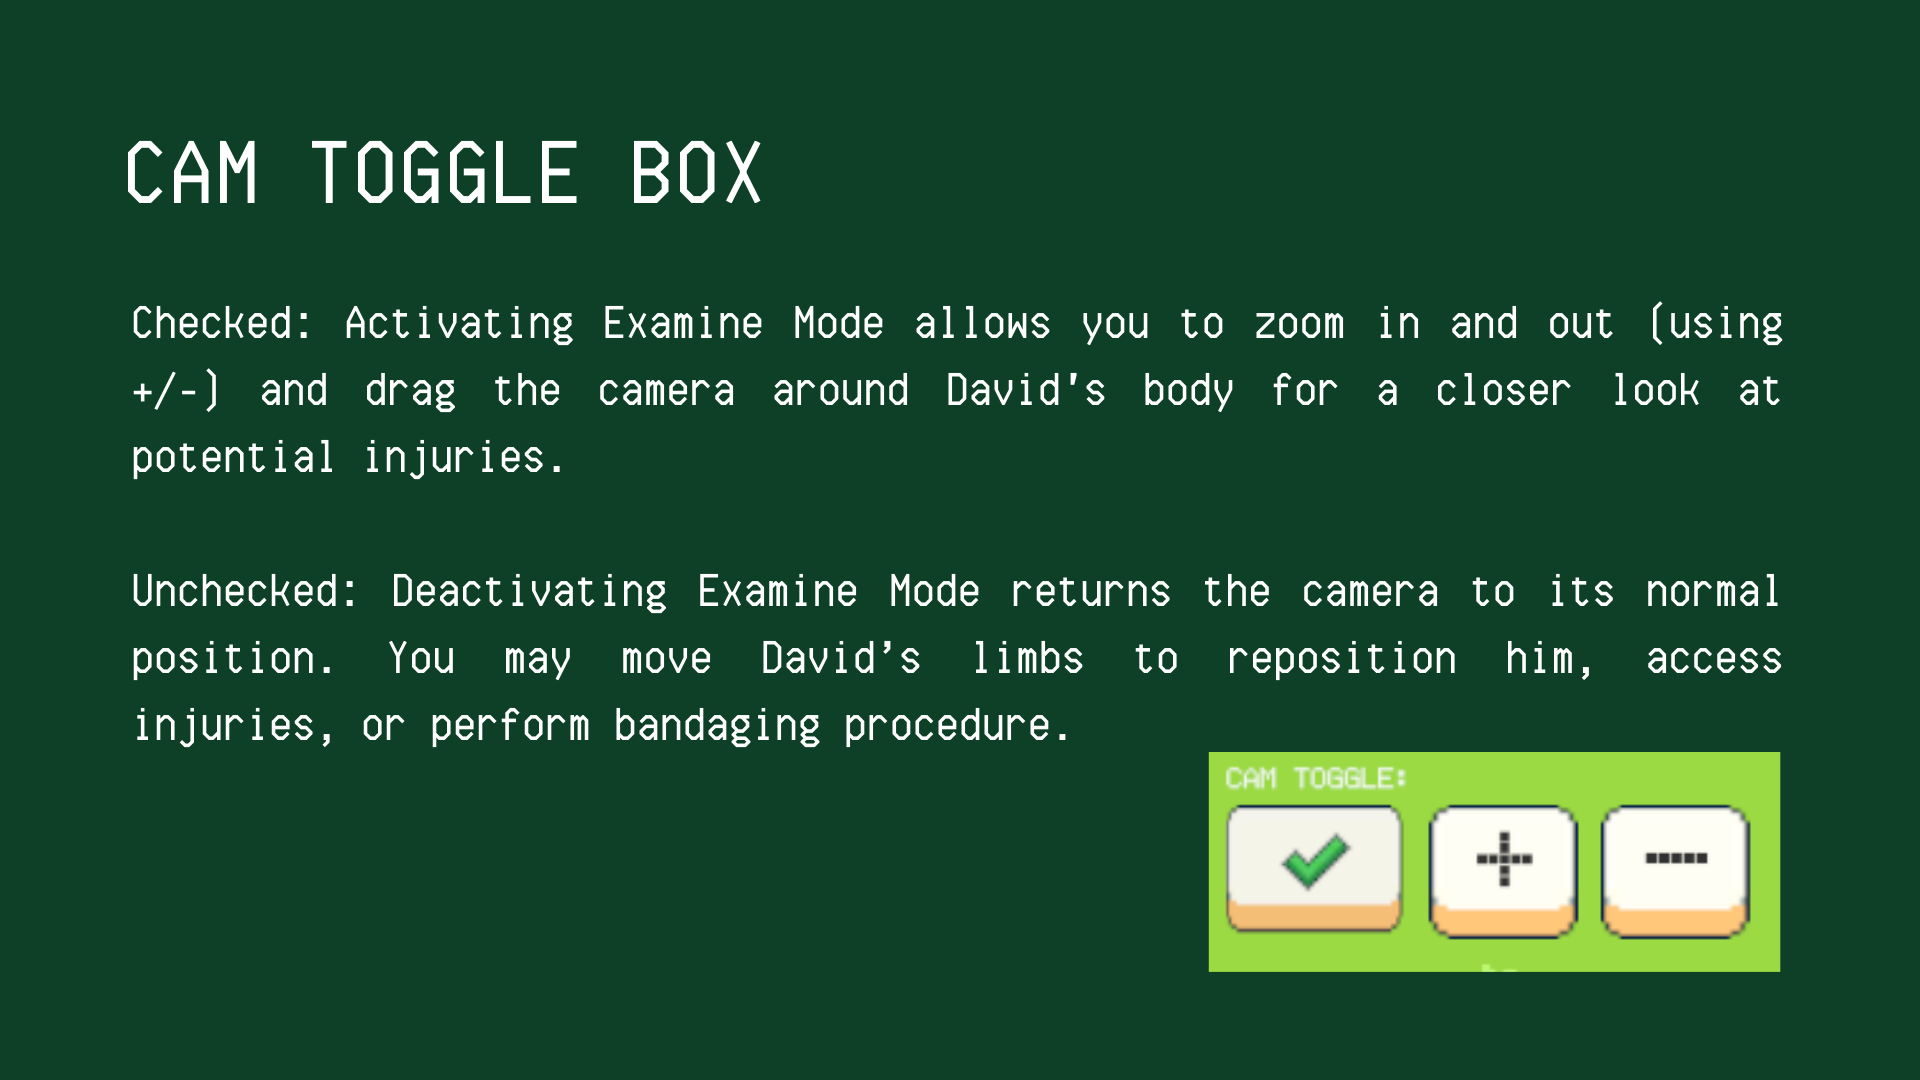 CAM TOGGLE BOX
Checked: Activating Examine Mode allows you to zoom in and out (using
+/-) and drag the camera around David's body for a closer look at
potential injuries.
Unchecked: Deactivating Examine Mode returns the camera to its normal
position. You may move David’s limbs to reposition him, access
injuries, or perform bandaging procedure.
CAM TOGGLE:
+ -